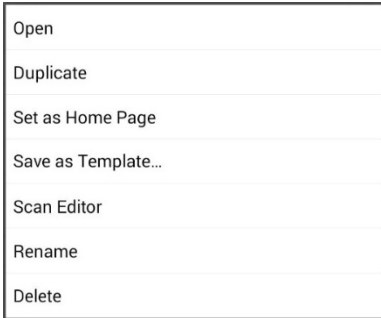 Open
Duplicate
Set as Home Page
Save as Template…
Scan Editor
Rename
Delete